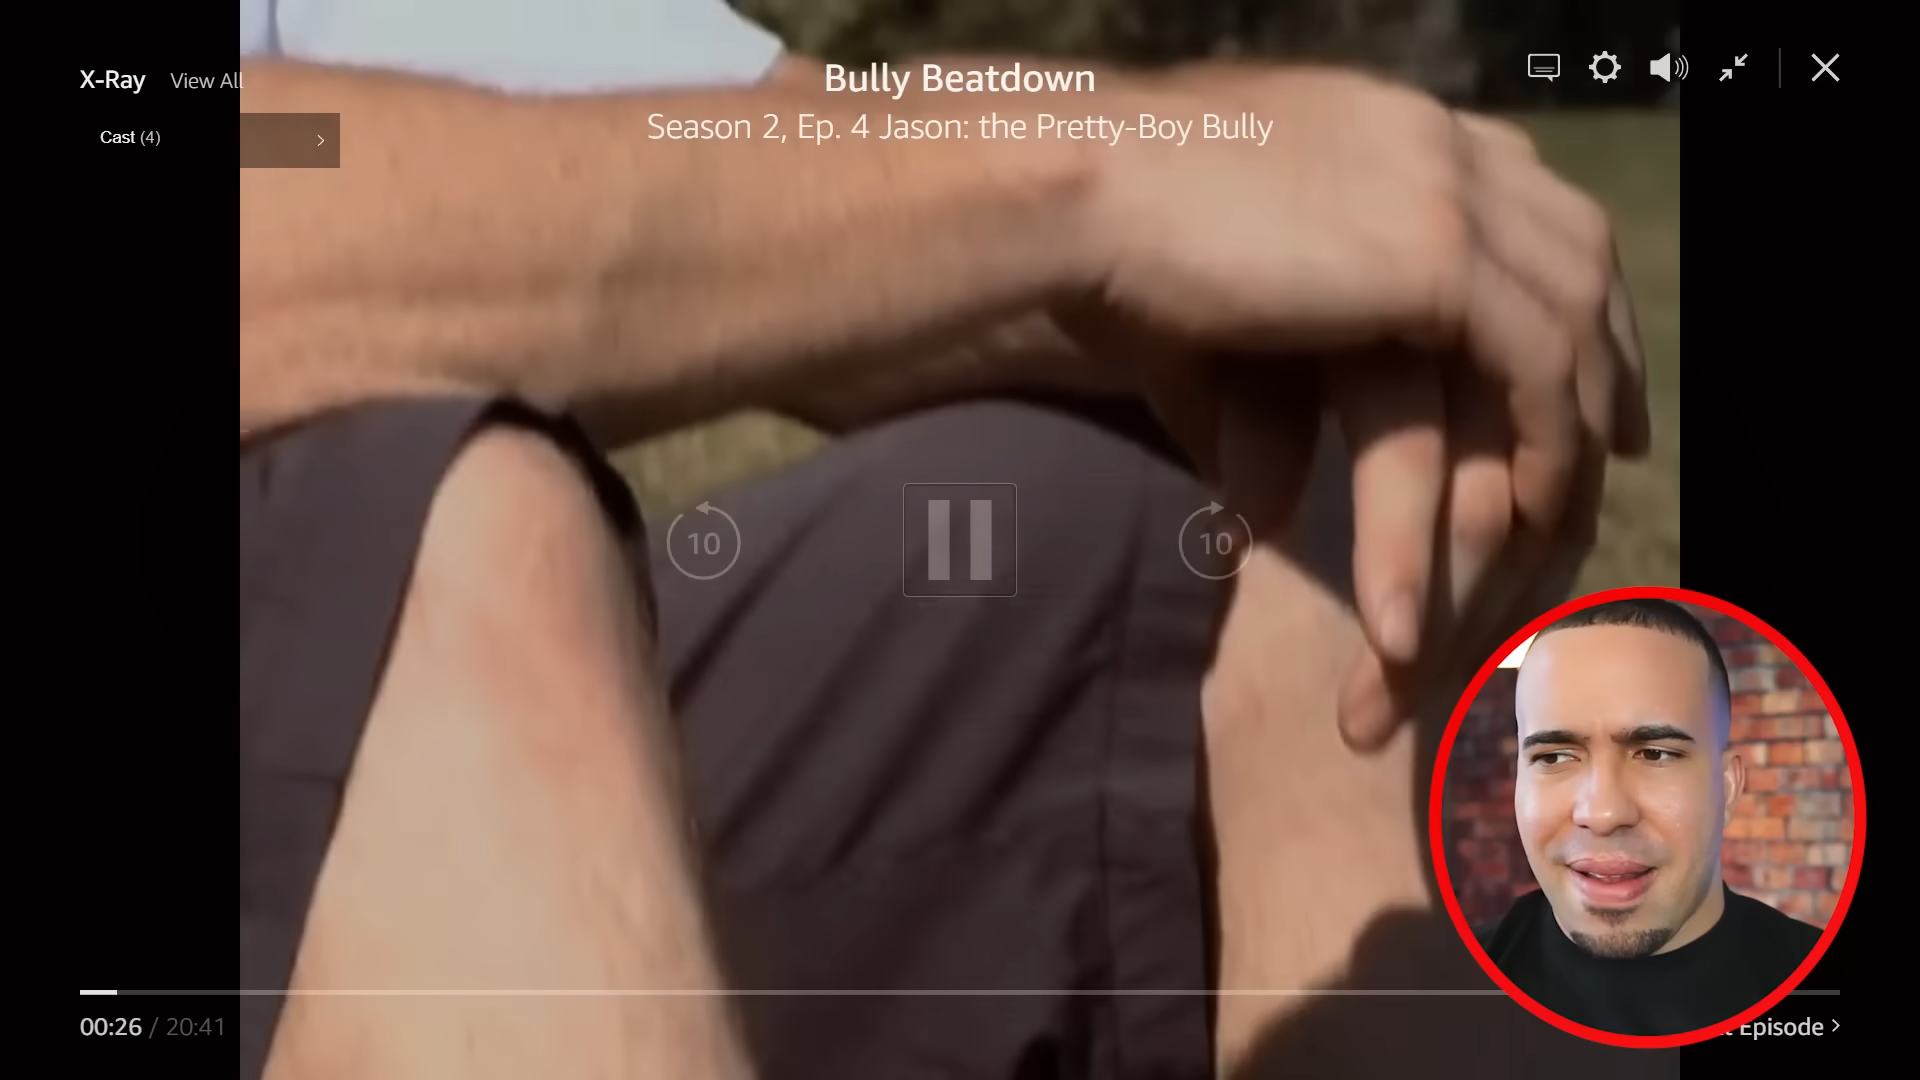 X-Ray View All
Cast (4)
Bully Beatdown
Season 2, Ep. 4 Jason: the Pretty-Boy Bully
10
10
00:26 / 20:41
Episode